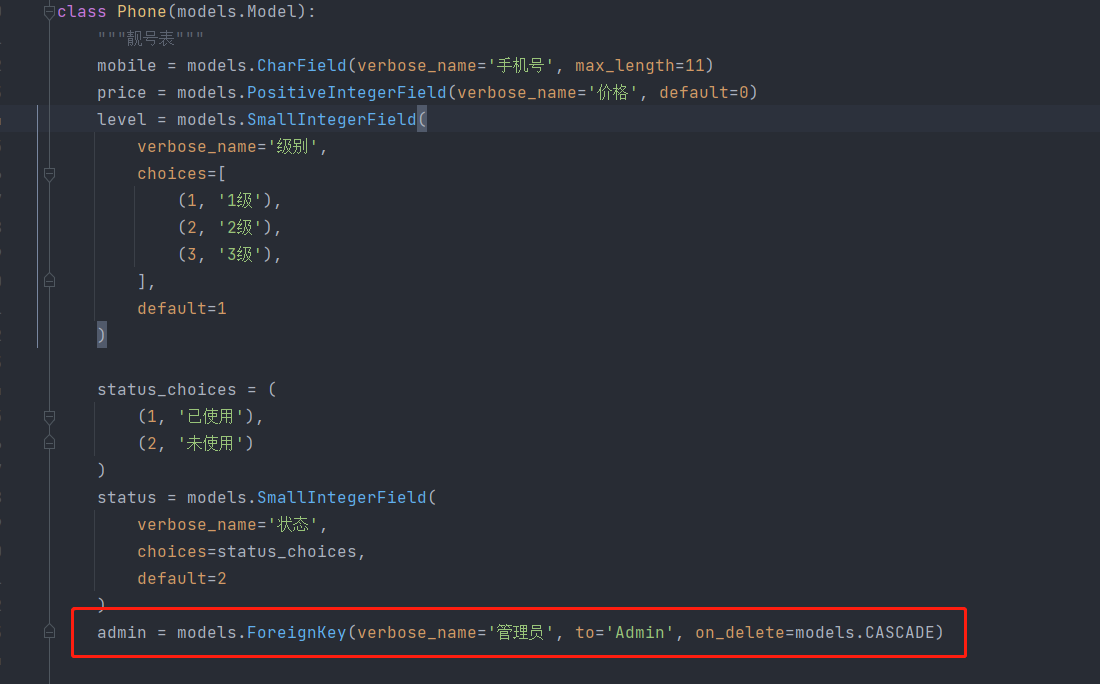 class Phone(models.Model):
    """靓号表"""
    mobile = models.CharField(verbose_name='手机号', max_length=11)
    price = models.PositiveIntegerField(verbose_name='价格', default=0)
    level = models.SmallIntegerField(
        verbose_name='级别',
        choices=[
            (1, '1级'),
            (2, '2级'),
            (3, '3级'),
        ],
        default=1
    )
    status_choices = (
        (1, '已使用'),
        (2, '未使用')
    )
    status = models.SmallIntegerField(
        verbose_name='状态',
        choices=status_choices,
        default=2
    )
    admin = models.ForeignKey(verbose_name='管理员', to='Admin', on_delete=models.CASCADE)